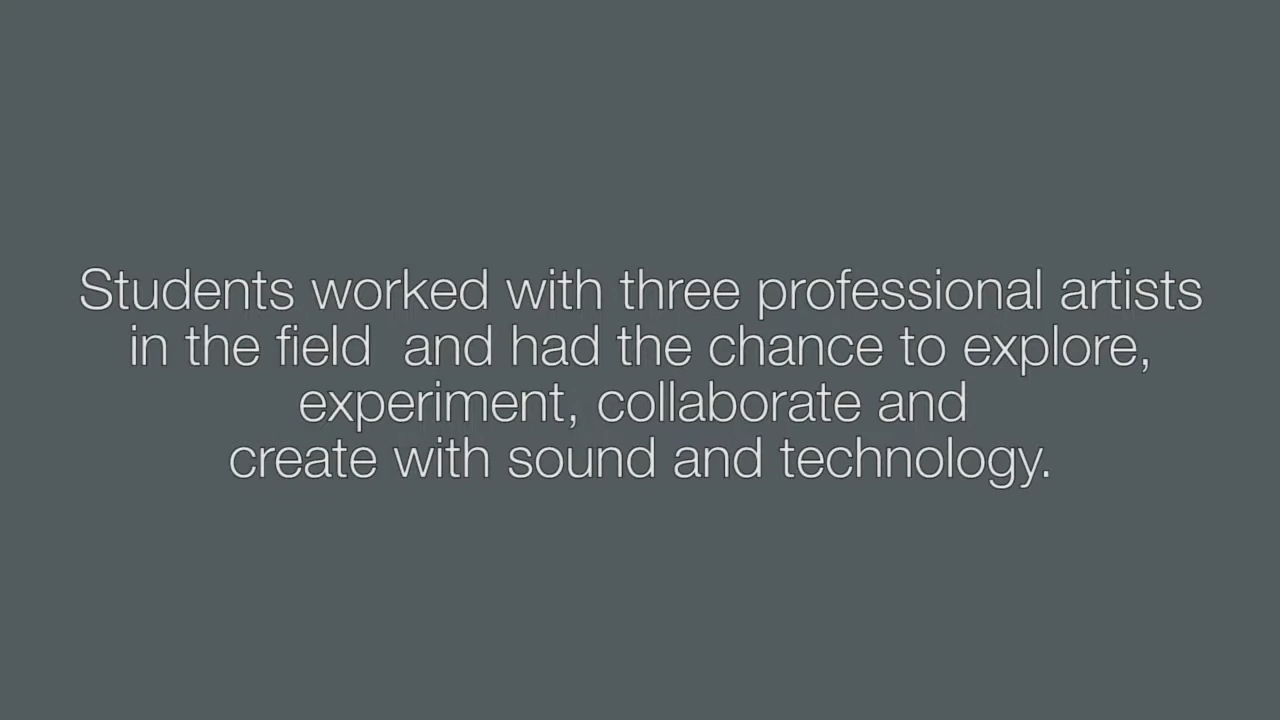 Students worked with three professional artists
in the field  and had the chance to explore,
experiment, collaborate and
create with sound and technology.